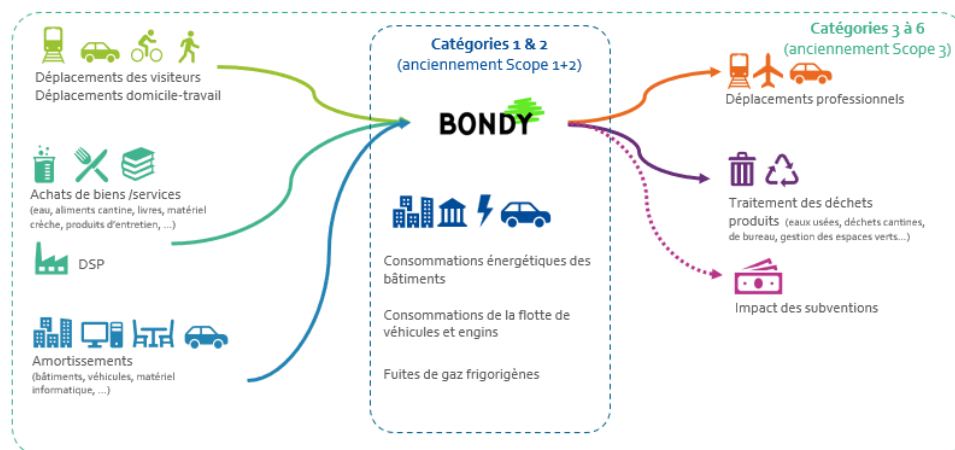 Catégories 3 à 6
(anciennement Scope 3)
Catégories 1 & 2
(anciennement Scope 1+2)
Déplacements des visiteurs
Déplacements domicile-travail
BONDY
Déplacements professionnels
Achats de biens /services
(eau, aliments cantine, livres, matériel
crèche, produits d'entretien, ...)
DSP
Traitement des déchets
produits (eaux usées, déchets cantines,
de bureau, gestion des espaces verts...)
Consommations énergétiques des
bâtiments
Consommations de la flotte de
véhicules et engins
Fuites de gaz frigorigènes
Impact des subventions
Amortissements
(bâtiments, véhicules, matériel
informatique, ...)